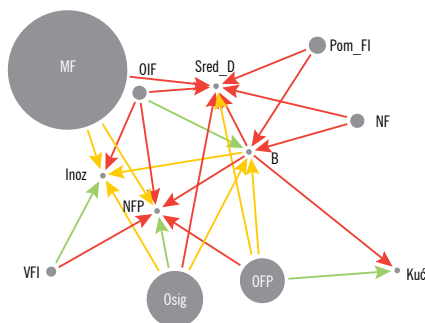 Pom_FI
MF
OIF
Sred_D
NF
B
Inoz
NFP
VFI
Osig
OFP
Kuć